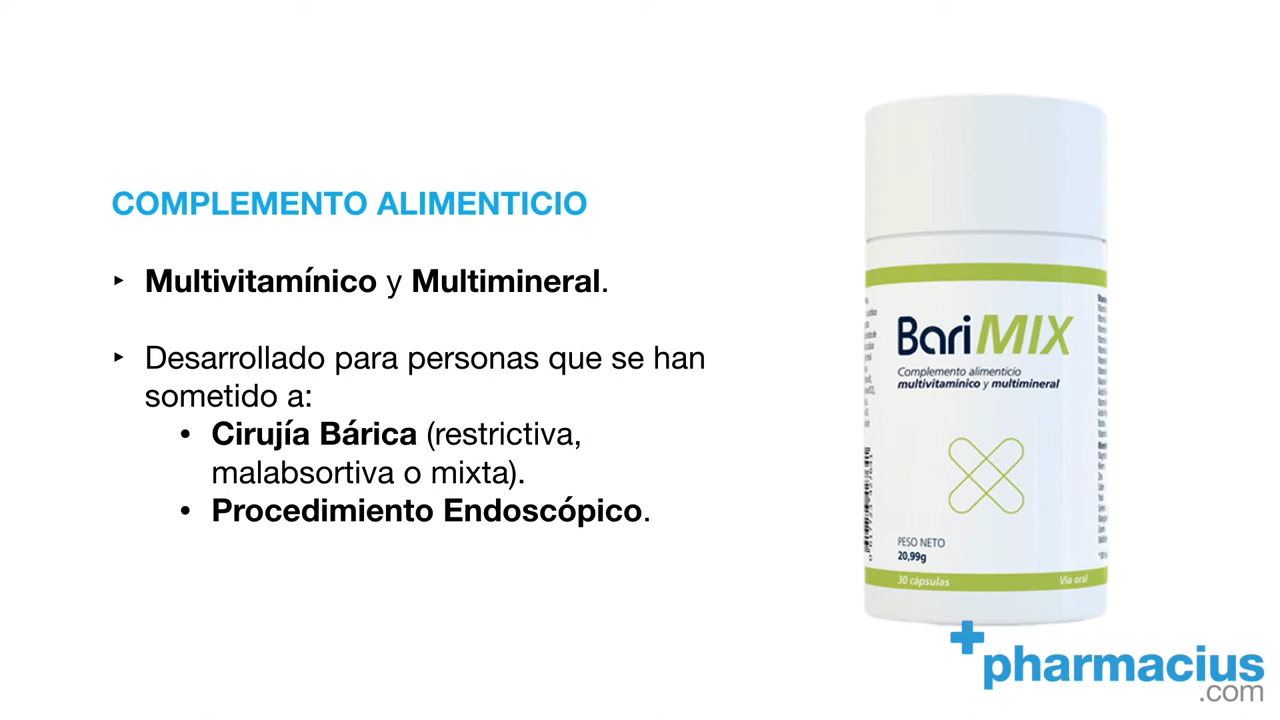 COMPLEMENTO ALIMENTICIO
‣ Multivitamínico y Multimineral.
‣ Desarrollado para personas que se han
sometido a:
• Cirujía Bárica (restrictiva,
malabsortiva o mixta).
• Procedimiento Endoscópico.
BariMIX
Complemento alimenticio
multivitamínico y multimineral
PESO NETO
20,99g
30 cápsulas
Vía oral
pharmacius
.com